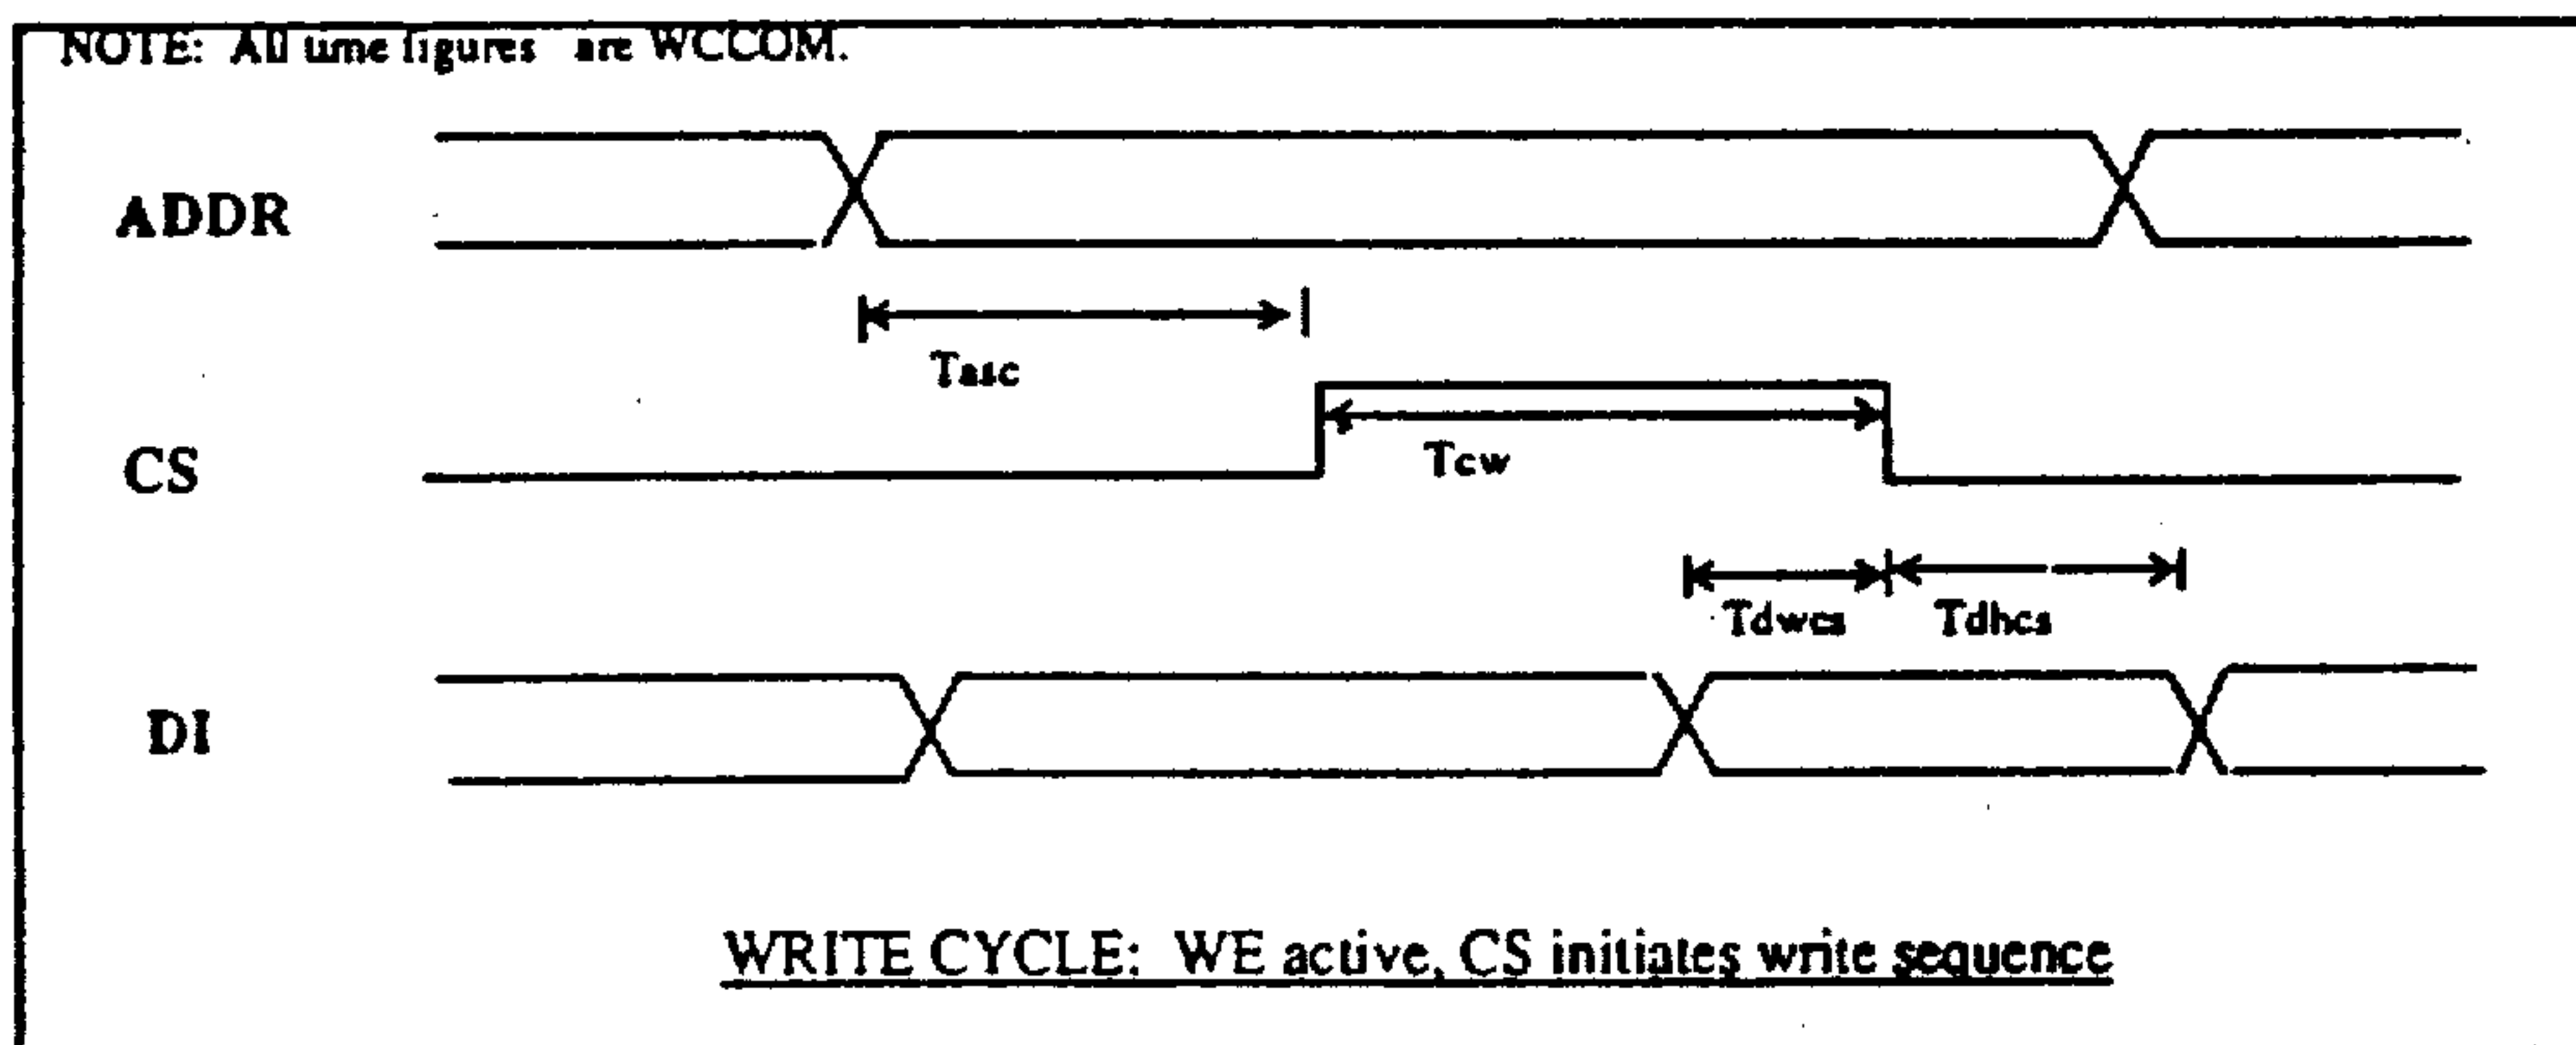 NOTE: All time figures are WCCOM.
ADDR
Tasc
CS
Tcw
Tdwcs Tdhcs
DI
WRITE CYCLE: WE active, CS initiates write sequence